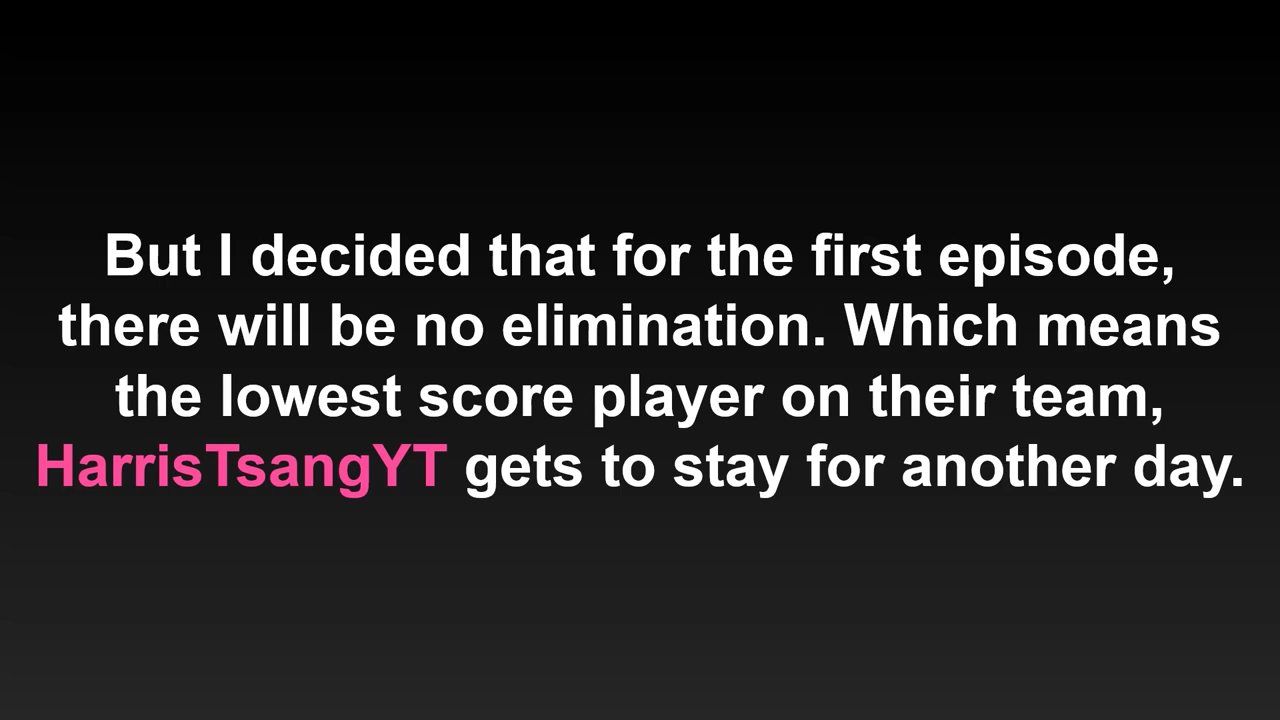 But I decided that for the first episode,
there will be no elimination. Which means
the lowest score player on their team,
HarrisTsangYT gets to stay for another day.